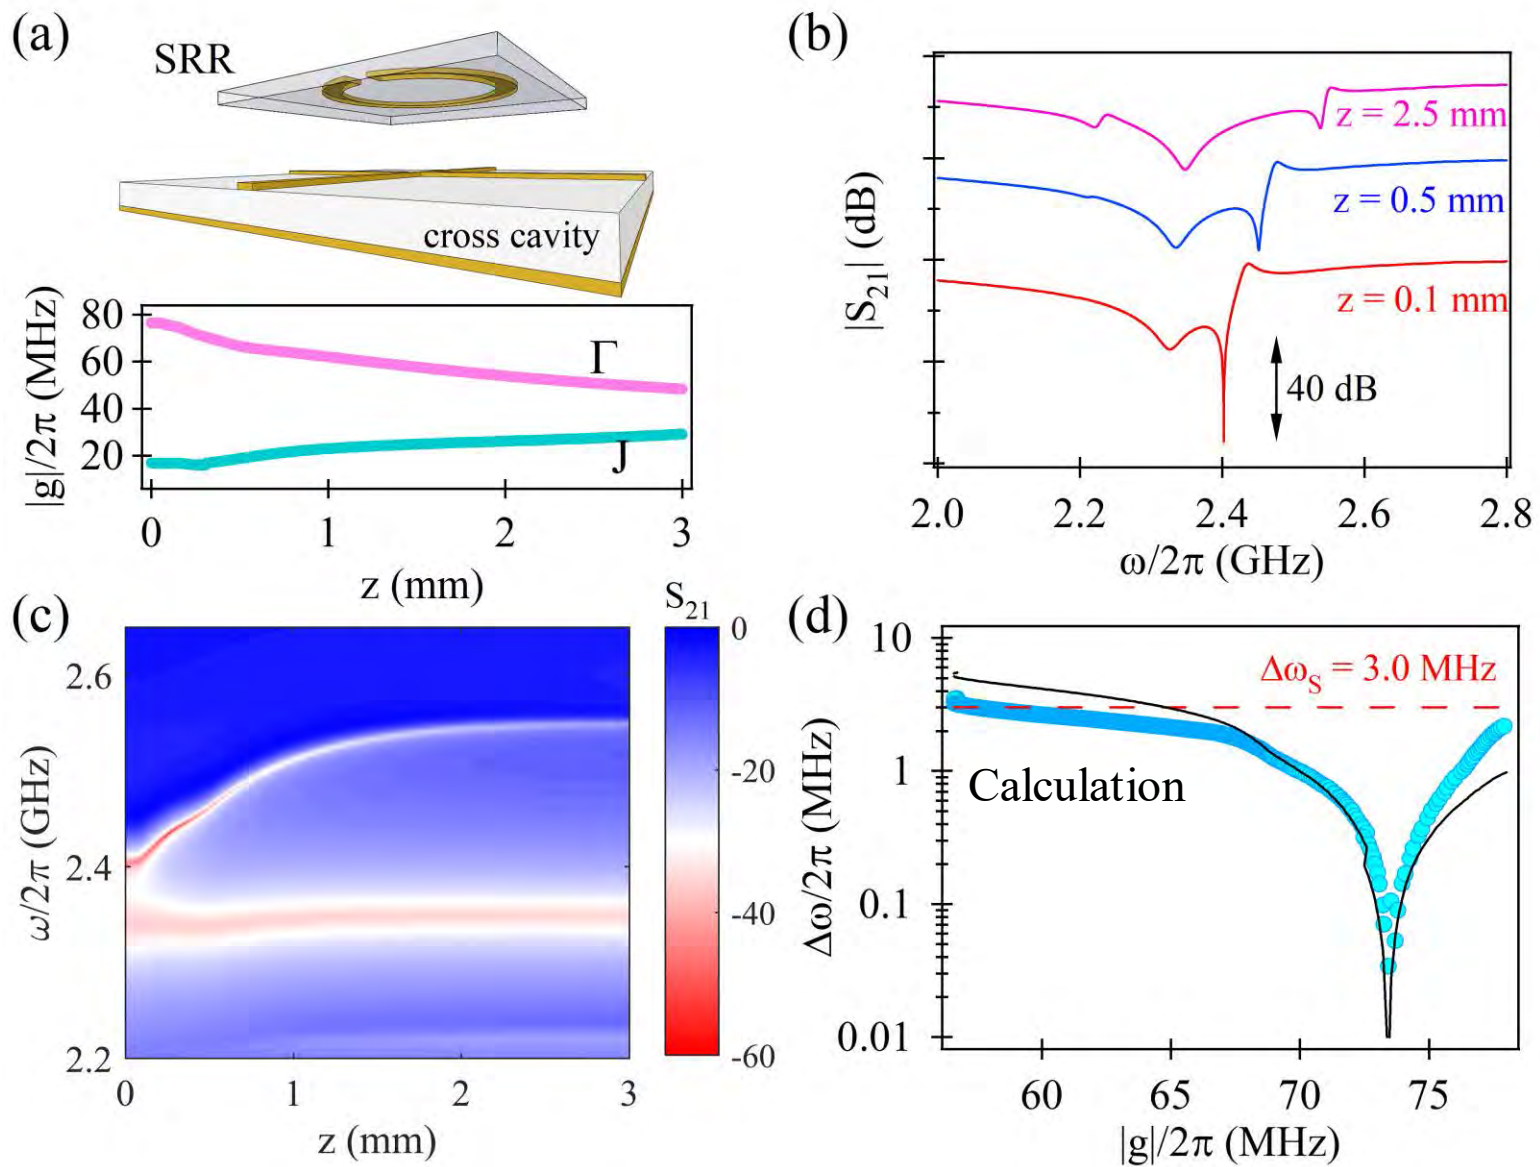 (a)
SRR
cross cavity
|g|/2π (MHz)
80
60
40
20
Γ
J
0 1 2 3
z (mm)
(b)
|S21| (dB)
z = 2.5 mm
z = 0.5 mm
z = 0.1 mm
40 dB
2.0 2.2 2.4 2.6 2.8
ω/2π (GHz)
(c)
S21
ω/2π (GHz)
2.6
2.4
2.2
0
-20
-40
-60
0 1 2 3
z (mm)
(d)
Δω/2π (MHz)
10
1
0.1
0.01
ΔωS = 3.0 MHz
Calculation
60 65 70 75
|g|/2π (MHz)